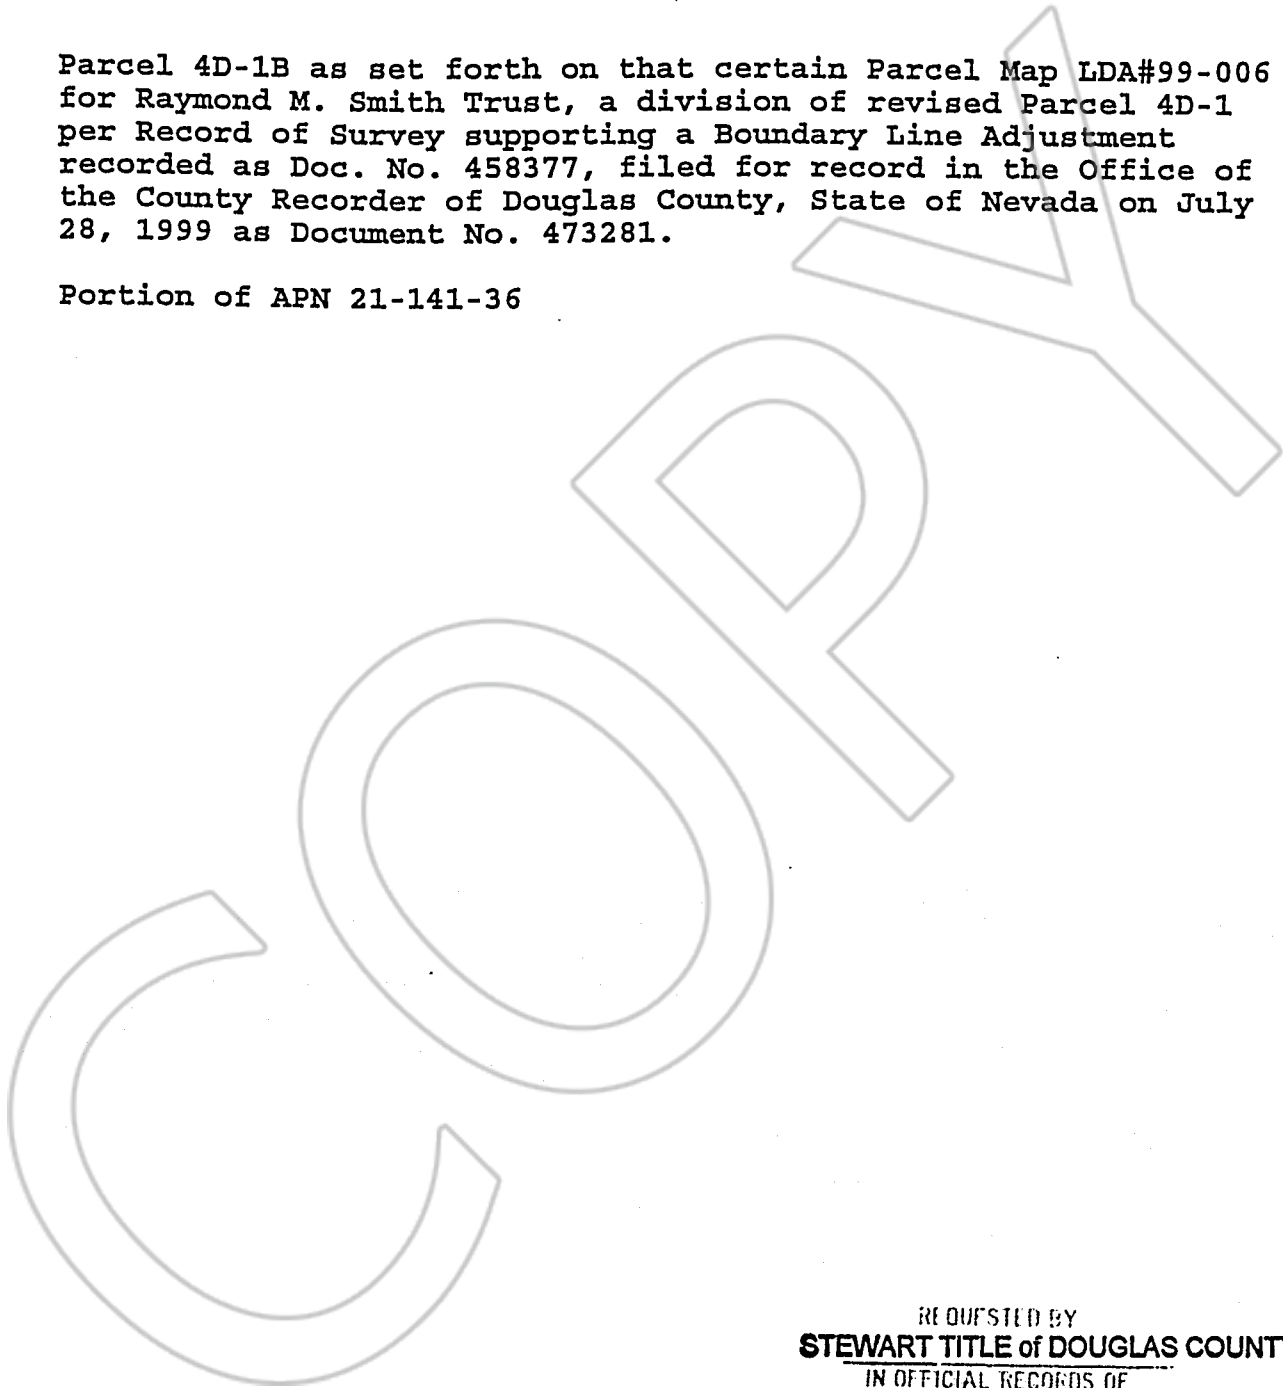 Parcel 4D-1B as set forth on that certain Parcel Map LDA#99-006
for Raymond M. Smith Trust, a division of revised Parcel 4D-1
per Record of Survey supporting a Boundary Line Adjustment
recorded as Doc. No. 458377, filed for record in the Office of
the County Recorder of Douglas County, State of Nevada on July
28, 1999 as Document No. 473281.
Portion of APN 21-141-36
COPY
REQUESTED BY
STEWART TITLE of DOUGLAS COUNT
IN OFFICIAL RECORDS OF